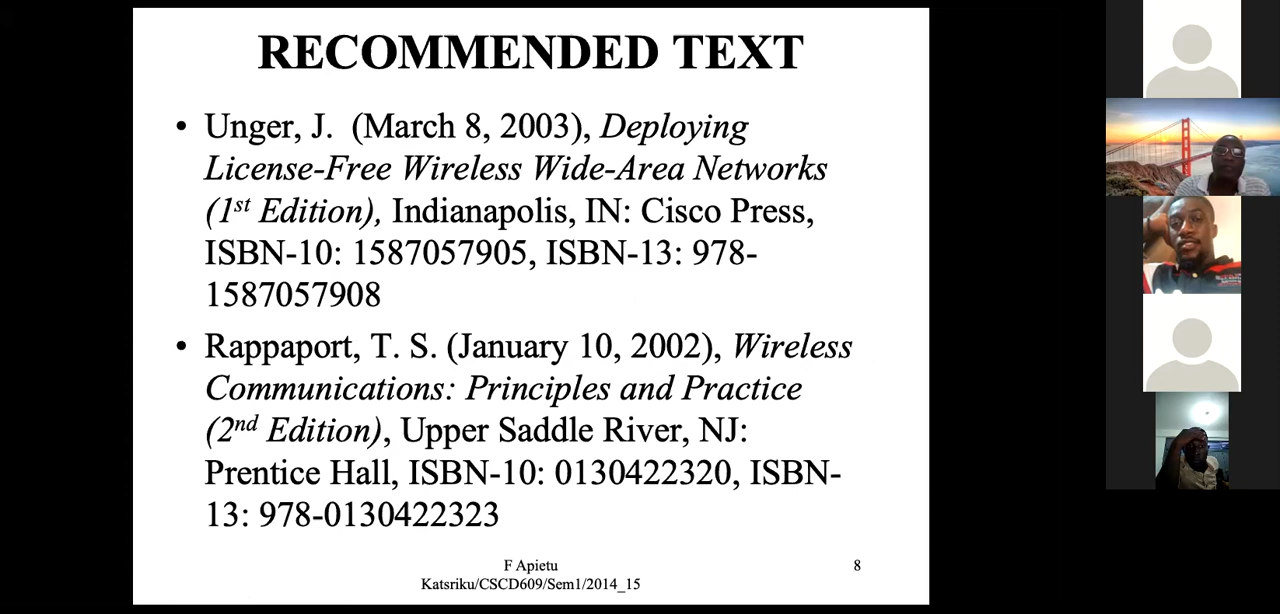 RECOMMENDED TEXT
• Unger, J. (March 8, 2003), Deploying
License-Free Wireless Wide-Area Networks
(1st Edition), Indianapolis, IN: Cisco Press,
ISBN-10: 1587057905, ISBN-13: 978-
1587057908
• Rappaport, T. S. (January 10, 2002), Wireless
Communications: Principles and Practice
(2nd Edition), Upper Saddle River, NJ:
Prentice Hall, ISBN-10: 0130422320, ISBN-
13: 978-0130422323
F Apietu
Katsriku/CSCD609/Sem1/2014_15
8